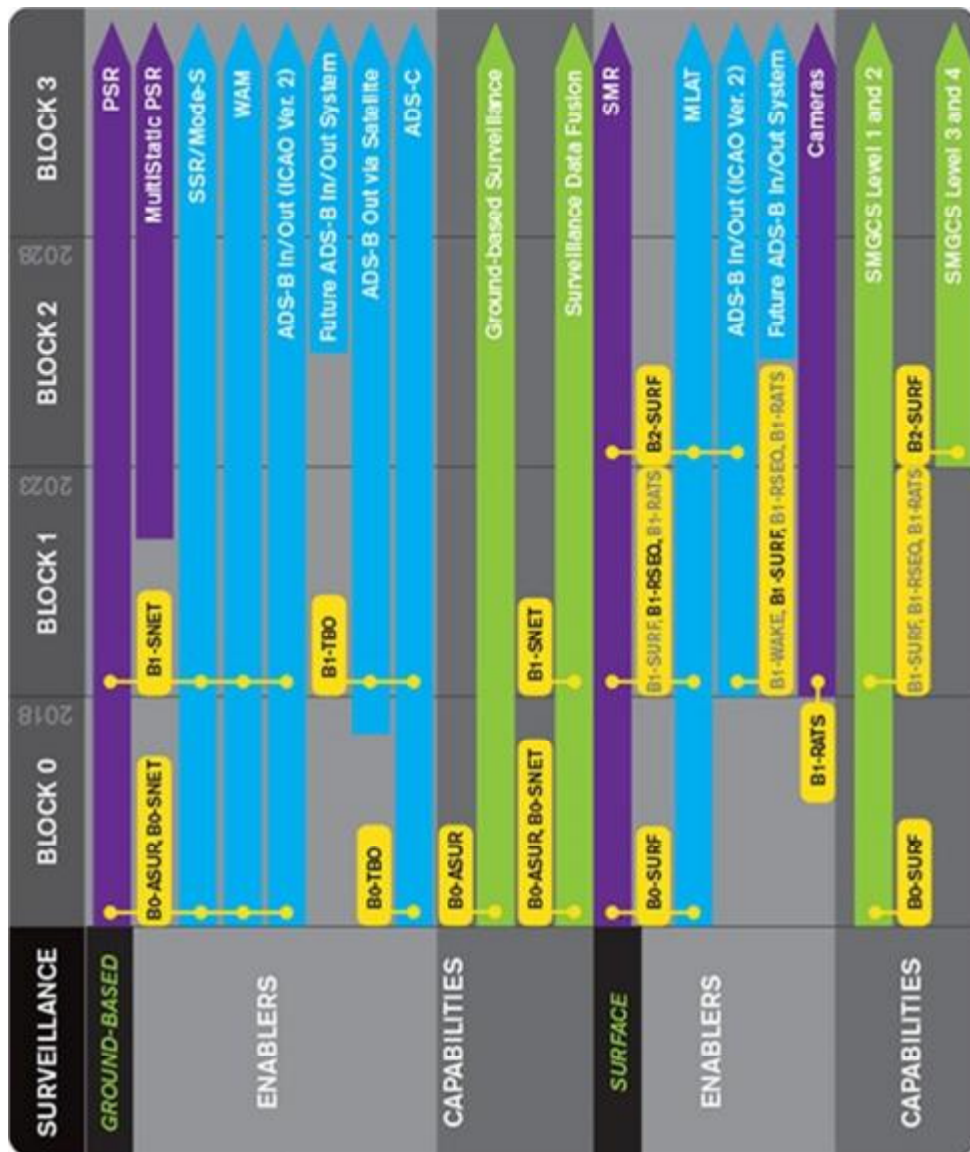 SURVEILLANCE
BLOCK 0
2018
BLOCK 1
2023
BLOCK 2
2028
BLOCK 3
GROUND-BASED
ENABLERS
PSR
B0-ASUR, B0-SNET
B1-SNET
MultiStatic PSR
SSR/Mode-S
WAM
ADS-B In/Out (ICAO Ver. 2)
B1-TBO
Future ADS-B In/Out System
B0-TBO
ADS-B Out via Satellite
ADS-C
CAPABILITIES
B0-ASUR
Ground-based Surveillance
B0-ASUR, B0-SNET
B1-SNET
Surveillance Data Fusion
SURFACE
ENABLERS
SMR
B0-SURF
B1-SURF, B1-RSEQ, B1-RATS
B2-SURF
MLAT
ADS-B In/Out (ICAO Ver. 2)
B1-WAKE, B1-SURF, B1-RSEQ, B1-RATS
Future ADS-B In/Out System
B1-RATS
Cameras
CAPABILITIES
SMGCS Level 1 and 2
B0-SURF
B1-SURF, B1-RSEQ, B1-RATS
B2-SURF
SMGCS Level 3 and 4